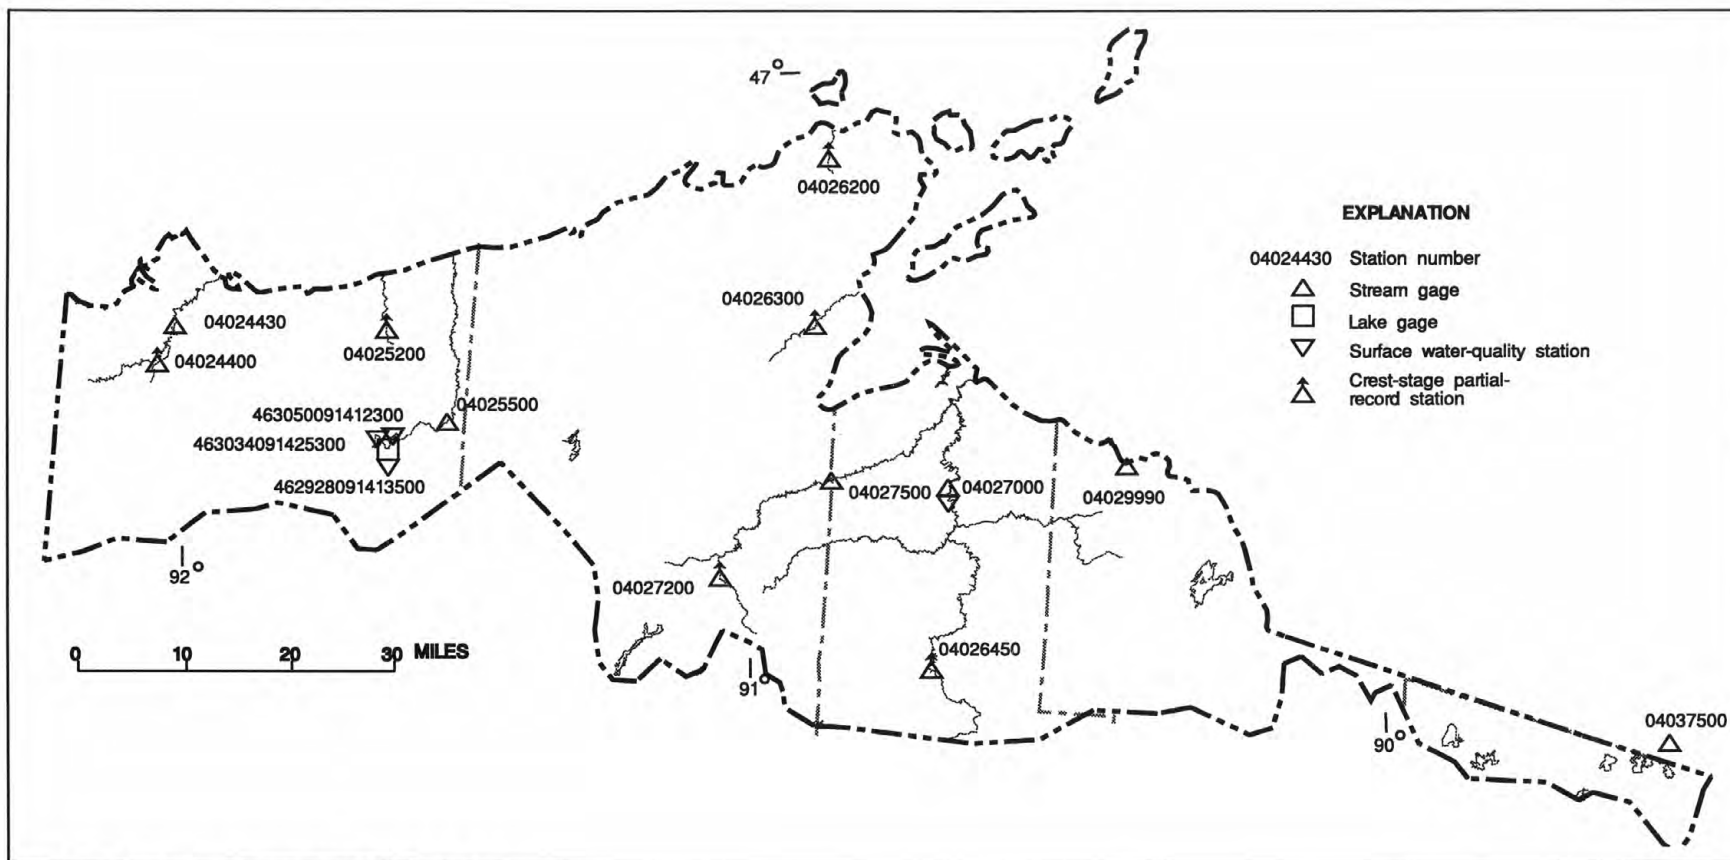 47°
04026200
EXPLANATION
04024430 Station number
Stream gage
Lake gage
Surface water-quality station
Crest-stage partial-
record station
04026300
04024430
04024400
04025200
04025500
463050091412300
463034091425300
462928091413500
04027500
04027000
04029990
92°
04027200
0 10 20 30 MILES
04026450
91°
90°
04037500